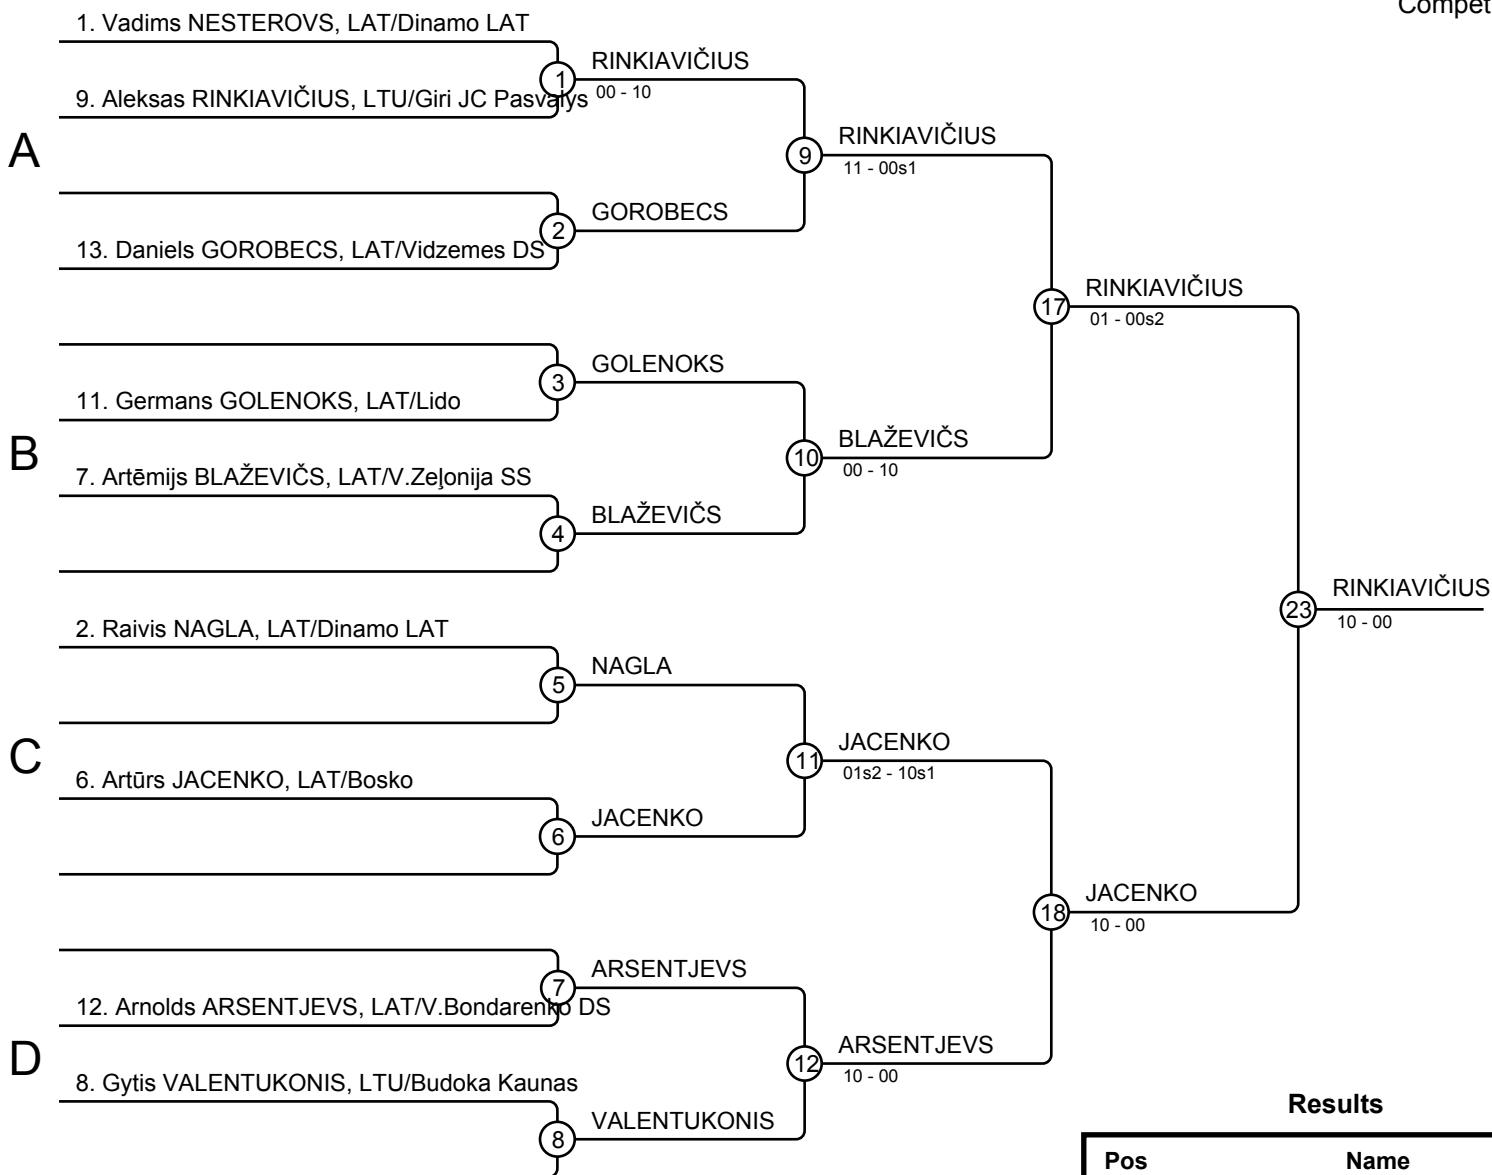 Compet
1. Vadims NESTEROVS, LAT/Dinamo LAT
RINKIAVIČIUS
1
00 - 10
9. Aleksas RINKIAVIČIUS, LTU/Giri JC Pasvalys
A
RINKIAVIČIUS
9
11 - 00s1
GOROBECS
2
13. Daniels GOROBECS, LAT/Vidzemes DS
RINKIAVIČIUS
17
01 - 00s2
GOLENOKS
3
11. Germans GOLENOKS, LAT/Lido
B
BLAŽEVIČS
10
00 - 10
7. Artēmijs BLAŽEVIČS, LAT/V.Zeļonija SS
BLAŽEVIČS
4
RINKIAVIČIUS
23
10 - 00
2. Raivis NAGLA, LAT/Dinamo LAT
NAGLA
5
C
JACENKO
11
01s2 - 10s1
6. Artūrs JACENKO, LAT/Bosko
JACENKO
6
JACENKO
18
10 - 00
ARSENTJEVS
7
12. Arnolds ARSENTJEVS, LAT/V.Bondarenko DS
D
ARSENTJEVS
12
10 - 00
8. Gytis VALENTUKONIS, LTU/Budoka Kaunas
VALENTUKONIS
8
Results
Pos Name